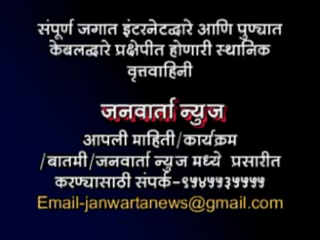 संपूर्ण जगात इंटरनेटद्वारे आणि पुण्यात
केबलद्वारे प्रक्षेपीत होणारी स्थानिक
वृत्तवाहिनी
जनवार्ता न्युज
आपली माहिती/कार्यक्रम
/बातमी/जनवार्ता न्युज मध्ये प्रसारीत
करण्यासाठी संपर्क-९५४५५३५५५५
Email-janwartanews@gmail.com